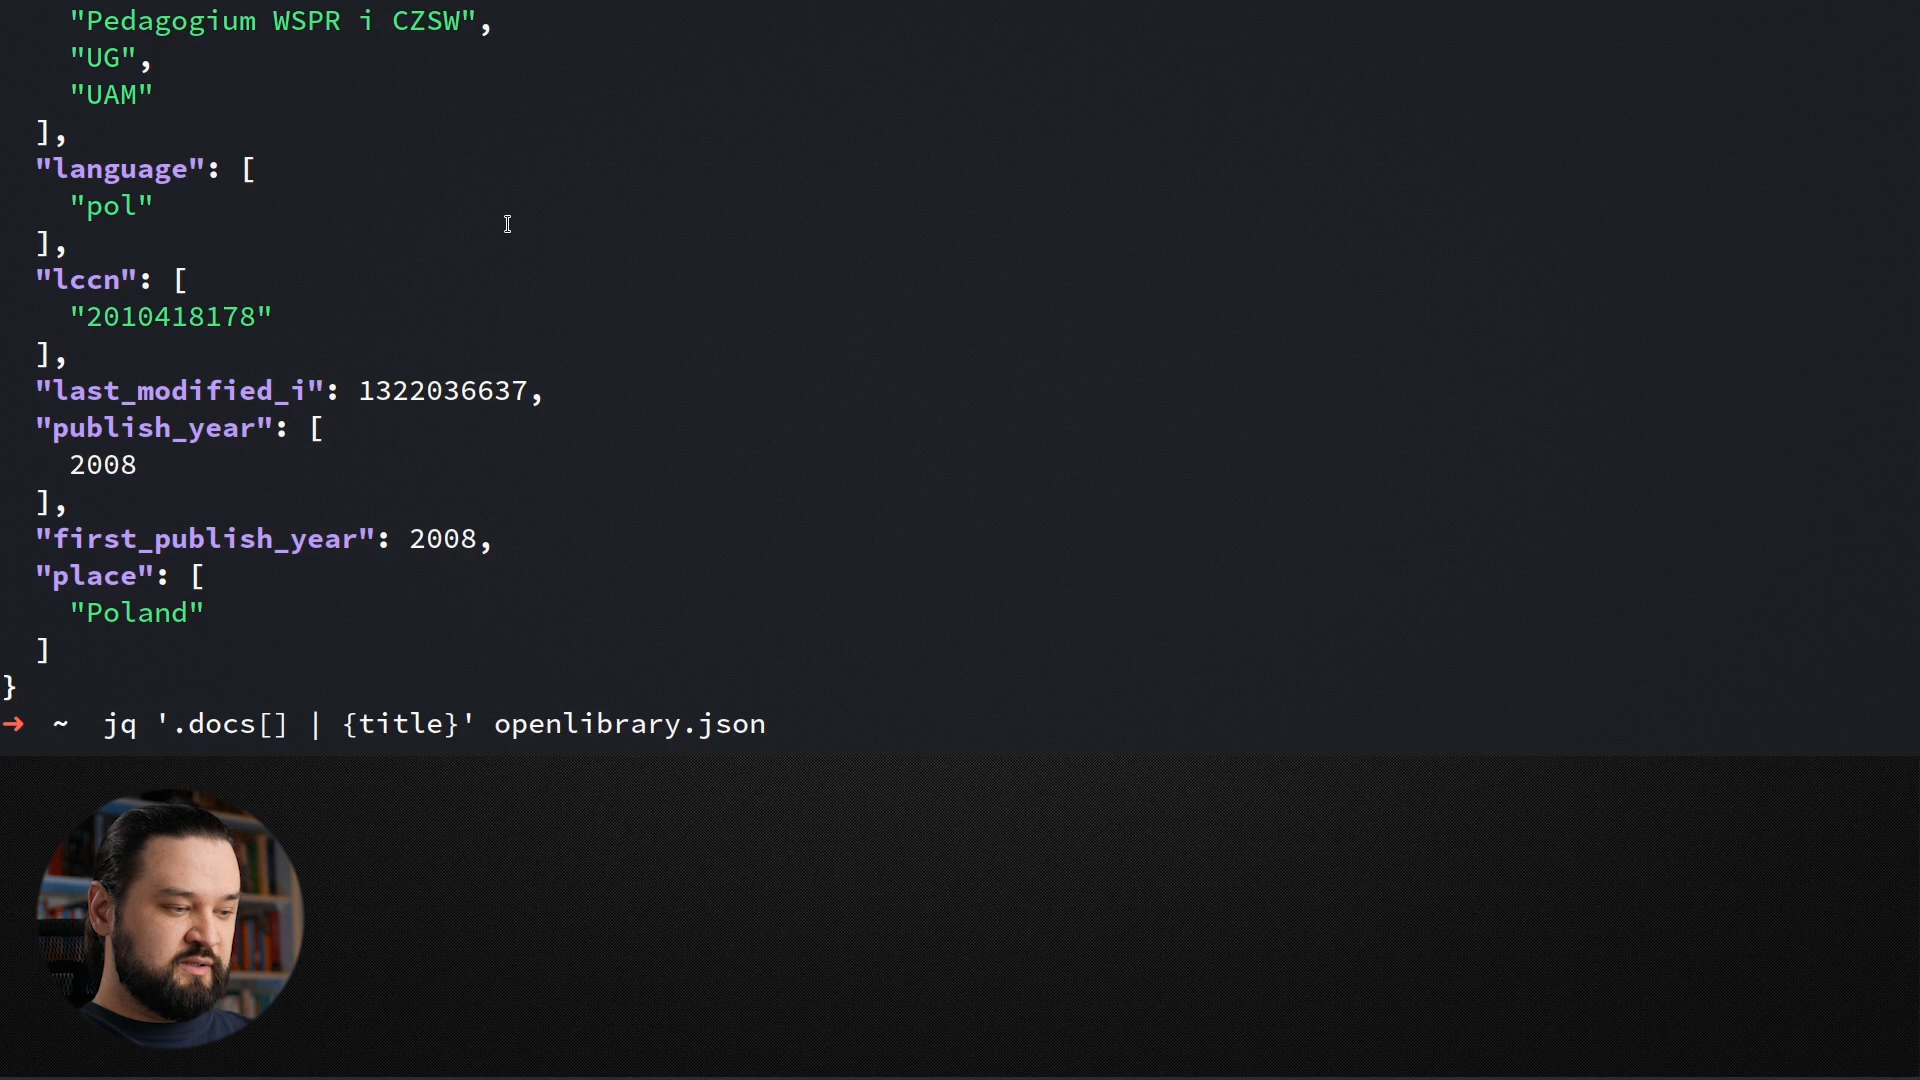 "Pedagogium WSPR i CZSW",
"UG",
"UAM"
],
"language": [
"pol"
],
"lccn": [
"2010418178"
],
"last_modified_i": 1322036637,
"publish_year": [
2008
],
"first_publish_year": 2008,
"place": [
"Poland"
]
}
➜ ~ jq '.docs[] | {title}' openlibrary.json